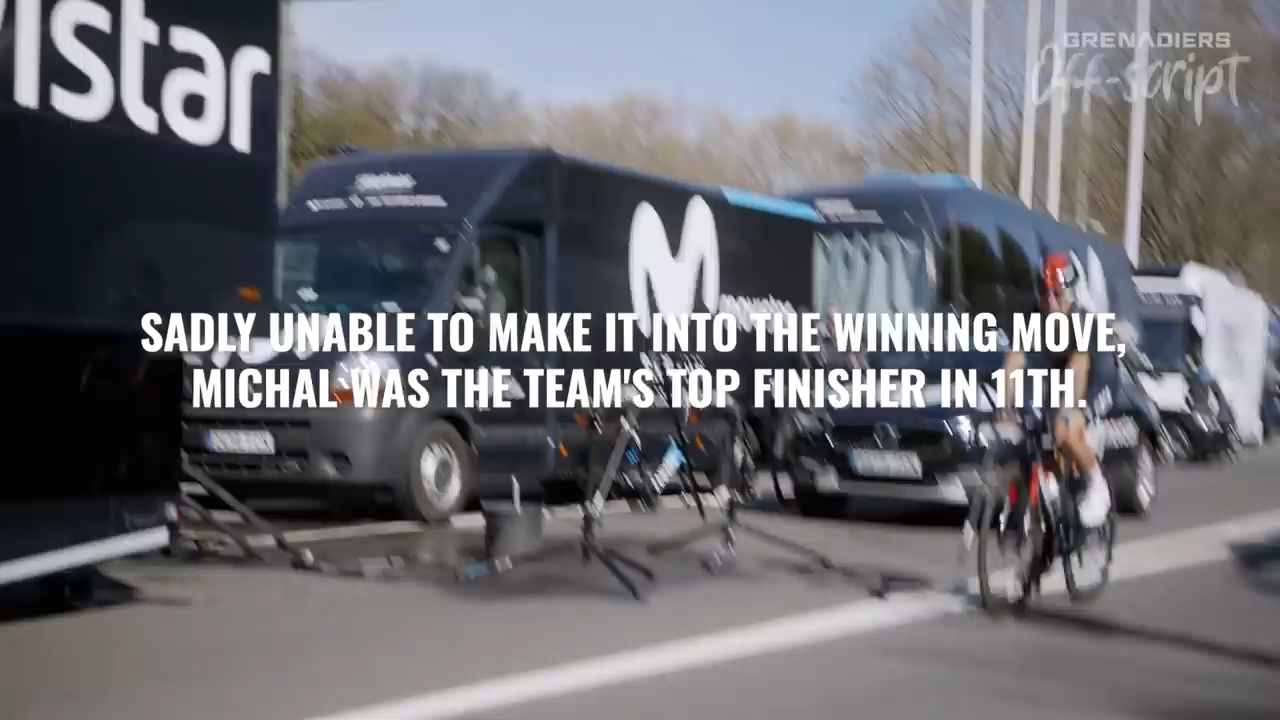 istar
GRENADIERS
Off-script
SADLY UNABLE TO MAKE IT INTO THE WINNING MOVE,
MICHAL WAS THE TEAM'S TOP FINISHER IN 11TH.